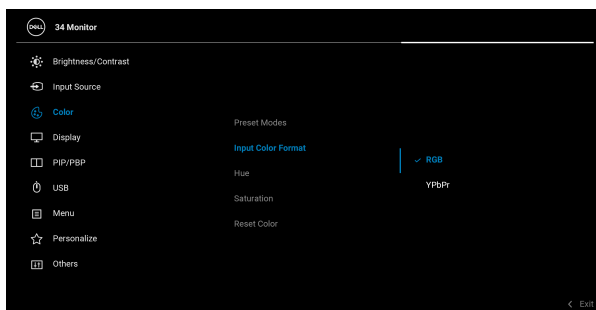 DELL
34 Monitor
Brightness/Contrast
Input Source
Color
Display
PIP/PBP
USB
Menu
Personalize
Others
Preset Modes
Input Color Format
Hue
Saturation
Reset Color
RGB
YPbPr
Exit